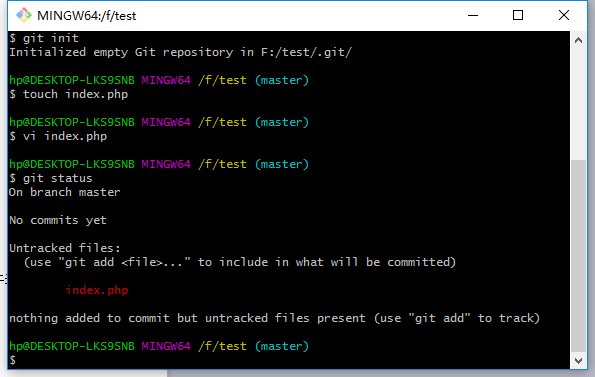 MINGW64:/f/test
$ git init
Initialized empty Git repository in F:/test/.git/
hp@DESKTOP-LKS9SNB MINGW64 /f/test (master)
$ touch index.php
hp@DESKTOP-LKS9SNB MINGW64 /f/test (master)
$ vi index.php
hp@DESKTOP-LKS9SNB MINGW64 /f/test (master)
$ git status
On branch master
No commits yet
Untracked files:
(use "git add <file>..." to include in what will be committed)
index.php
nothing added to commit but untracked files present (use "git add" to track)
hp@DESKTOP-LKS9SNB MINGW64 /f/test (master)
$